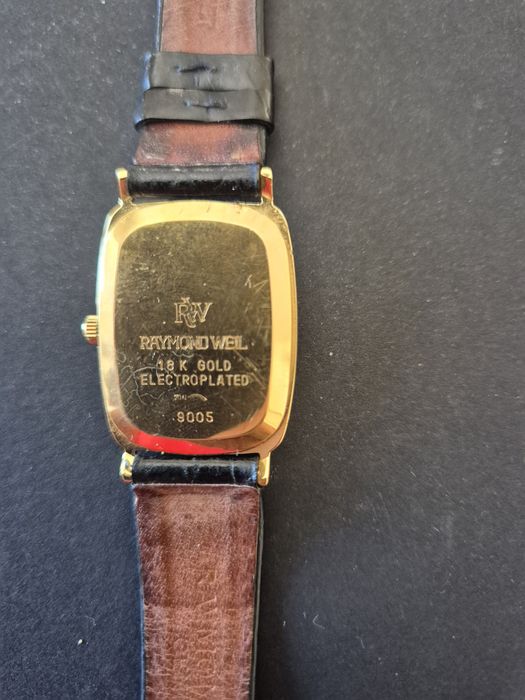 RW
RAYMOND WEIL
18 K GOLD
ELECTROPLATED
9005